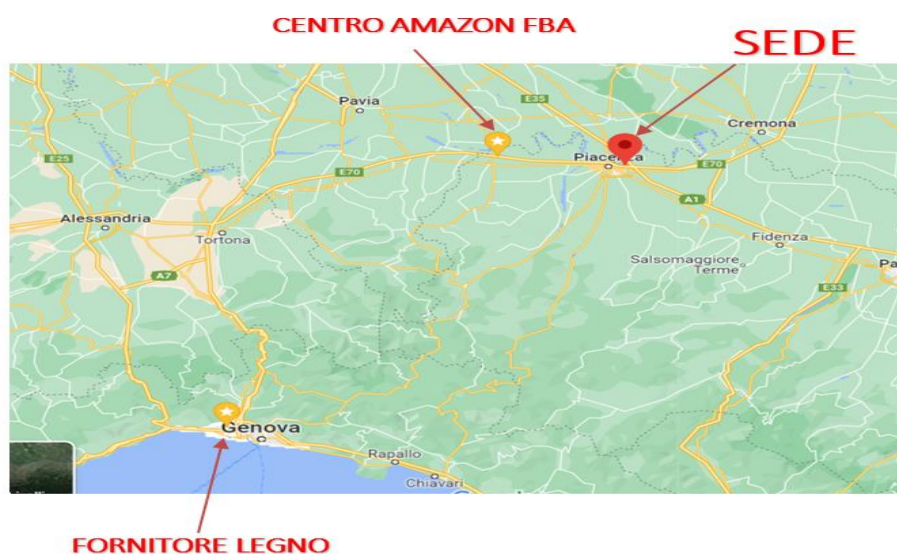 CENTRO AMAZON FBA
SEDE
E35
Pavia
Cremona
Piacenza
E70
E70
E25
A1
Alessandria
Tortona
Fidenza
Salsomaggiore
Terme
A7
E33
Genova
Rapallo
Chiavari
FORNITORE LEGNO